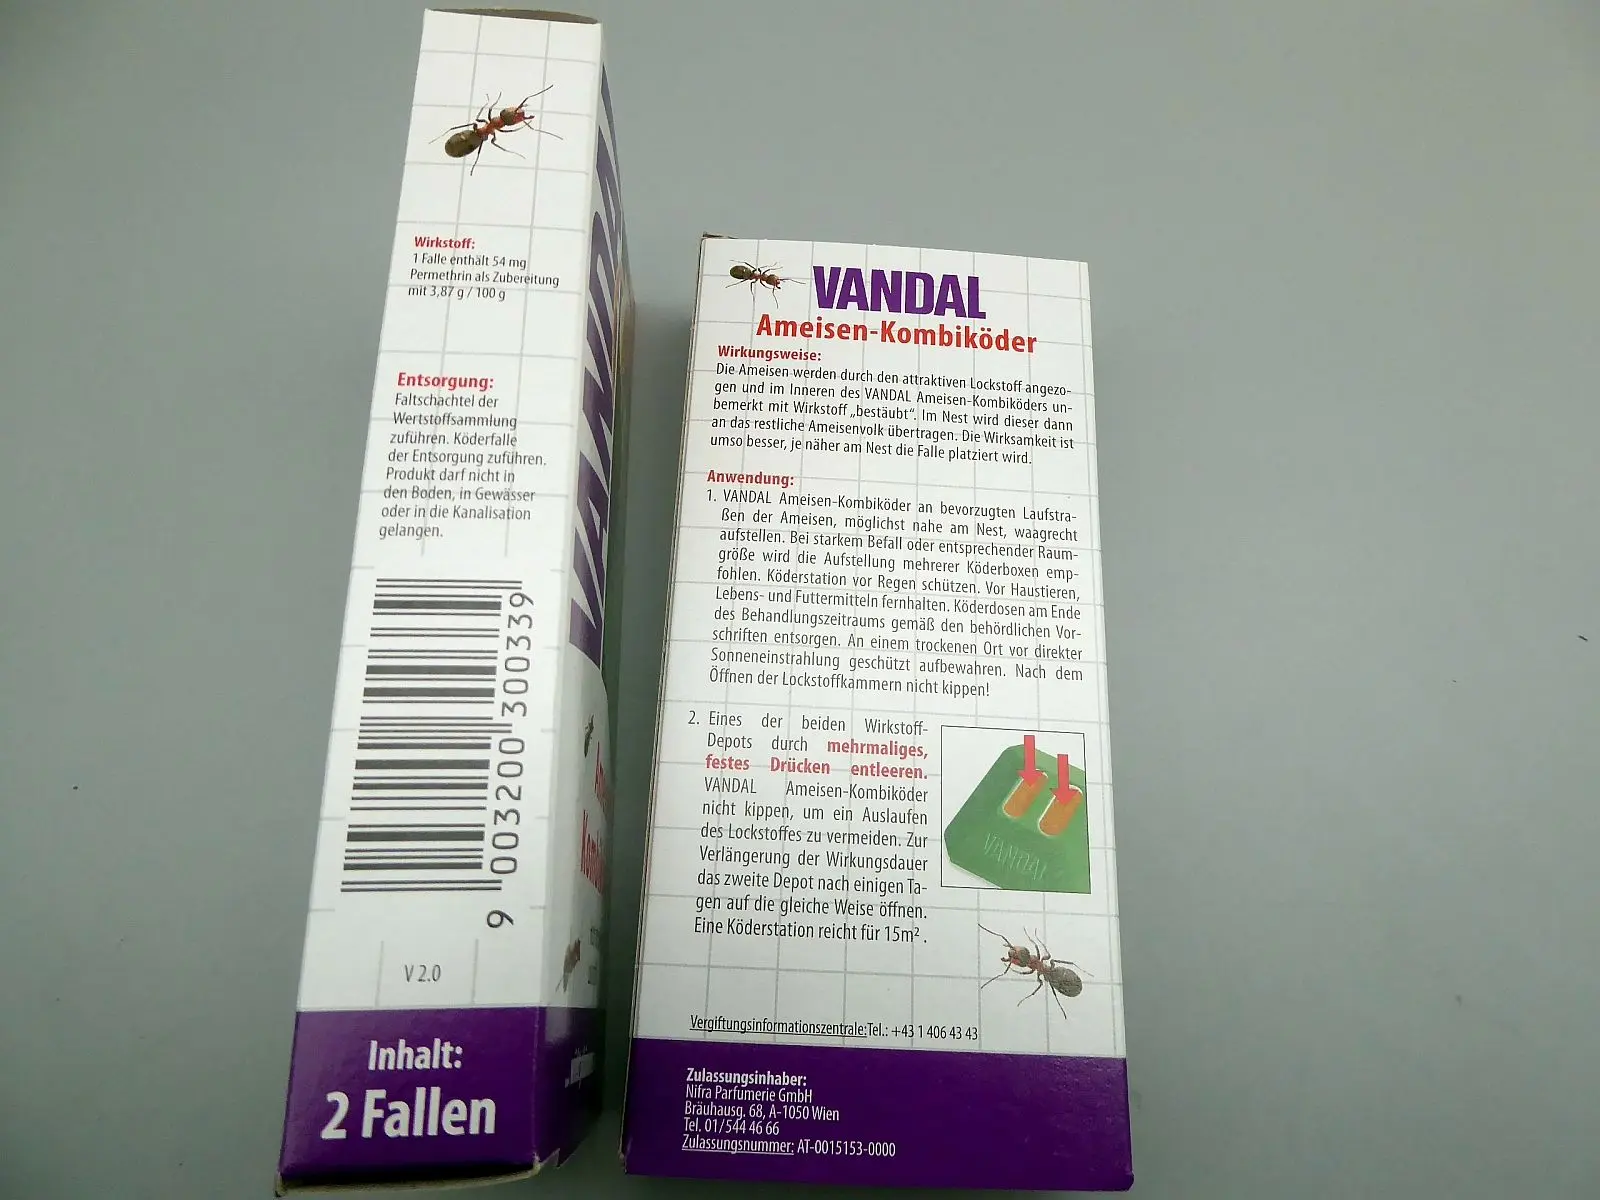 Wirkstoff:
1 Falle enthält 54 mg
Permethrin als Zubereitung
mit 3,87 g / 100 g
Entsorgung:
Faltschachtel der
Wertstoffsammlung
zuführen. Köderfalle
der Entsorgung zuführen.
Produkt darf nicht in
den Boden, in Gewässer
oder in die Kanalisation
gelangen.
9 003200 300339
V 2.0
Inhalt:
2 Fallen
VANDAL
VANDAL
Ameisen-Kombiköder
Wirkungsweise:
Die Ameisen werden durch den attraktiven Lockstoff angezo-
gen und im Inneren des VANDAL Ameisen-Kombiköders un-
bemerkt mit Wirkstoff „bestäubt“. Im Nest wird dieser dann
an das restliche Ameisenvolk übertragen. Die Wirksamkeit ist
umso besser, je näher am Nest die Falle platziert wird.
Anwendung:
1. VANDAL Ameisen-Kombiköder an bevorzugten Laufstra-
ßen der Ameisen, möglichst nahe am Nest, waagrecht
aufstellen. Bei starkem Befall oder entsprechender Raum-
größe wird die Aufstellung mehrerer Köderboxen emp-
fohlen. Köderstation vor Regen schützen. Vor Haustieren,
Lebens- und Futtermitteln fernhalten. Köderdosen am Ende
des Behandlungszeitraums gemäß den behördlichen Vor-
schriften entsorgen. An einem trockenen Ort vor direkter
Sonneneinstrahlung geschützt aufbewahren. Nach dem
Öffnen der Lockstoffkammern nicht kippen!
2. Eines der beiden Wirkstoff-
Depots durch mehrmaliges,
festes Drücken entleeren.
VANDAL Ameisen-Kombiköder
nicht kippen, um ein Auslaufen
des Lockstoffes zu vermeiden. Zur
Verlängerung der Wirkungsdauer
das zweite Depot nach einigen Ta-
gen auf die gleiche Weise öffnen.
Eine Köderstation reicht für 15m².
VANDAL
Vergiftungsinformationszentrale:Tel.: +43 1 406 43 43
Zulassungsinhaber:
Nifra Parfumerie GmbH
Bräuhausg. 68, A-1050 Wien
Tel. 01/544 46 66
Zulassungsnummer: AT-0015153-0000